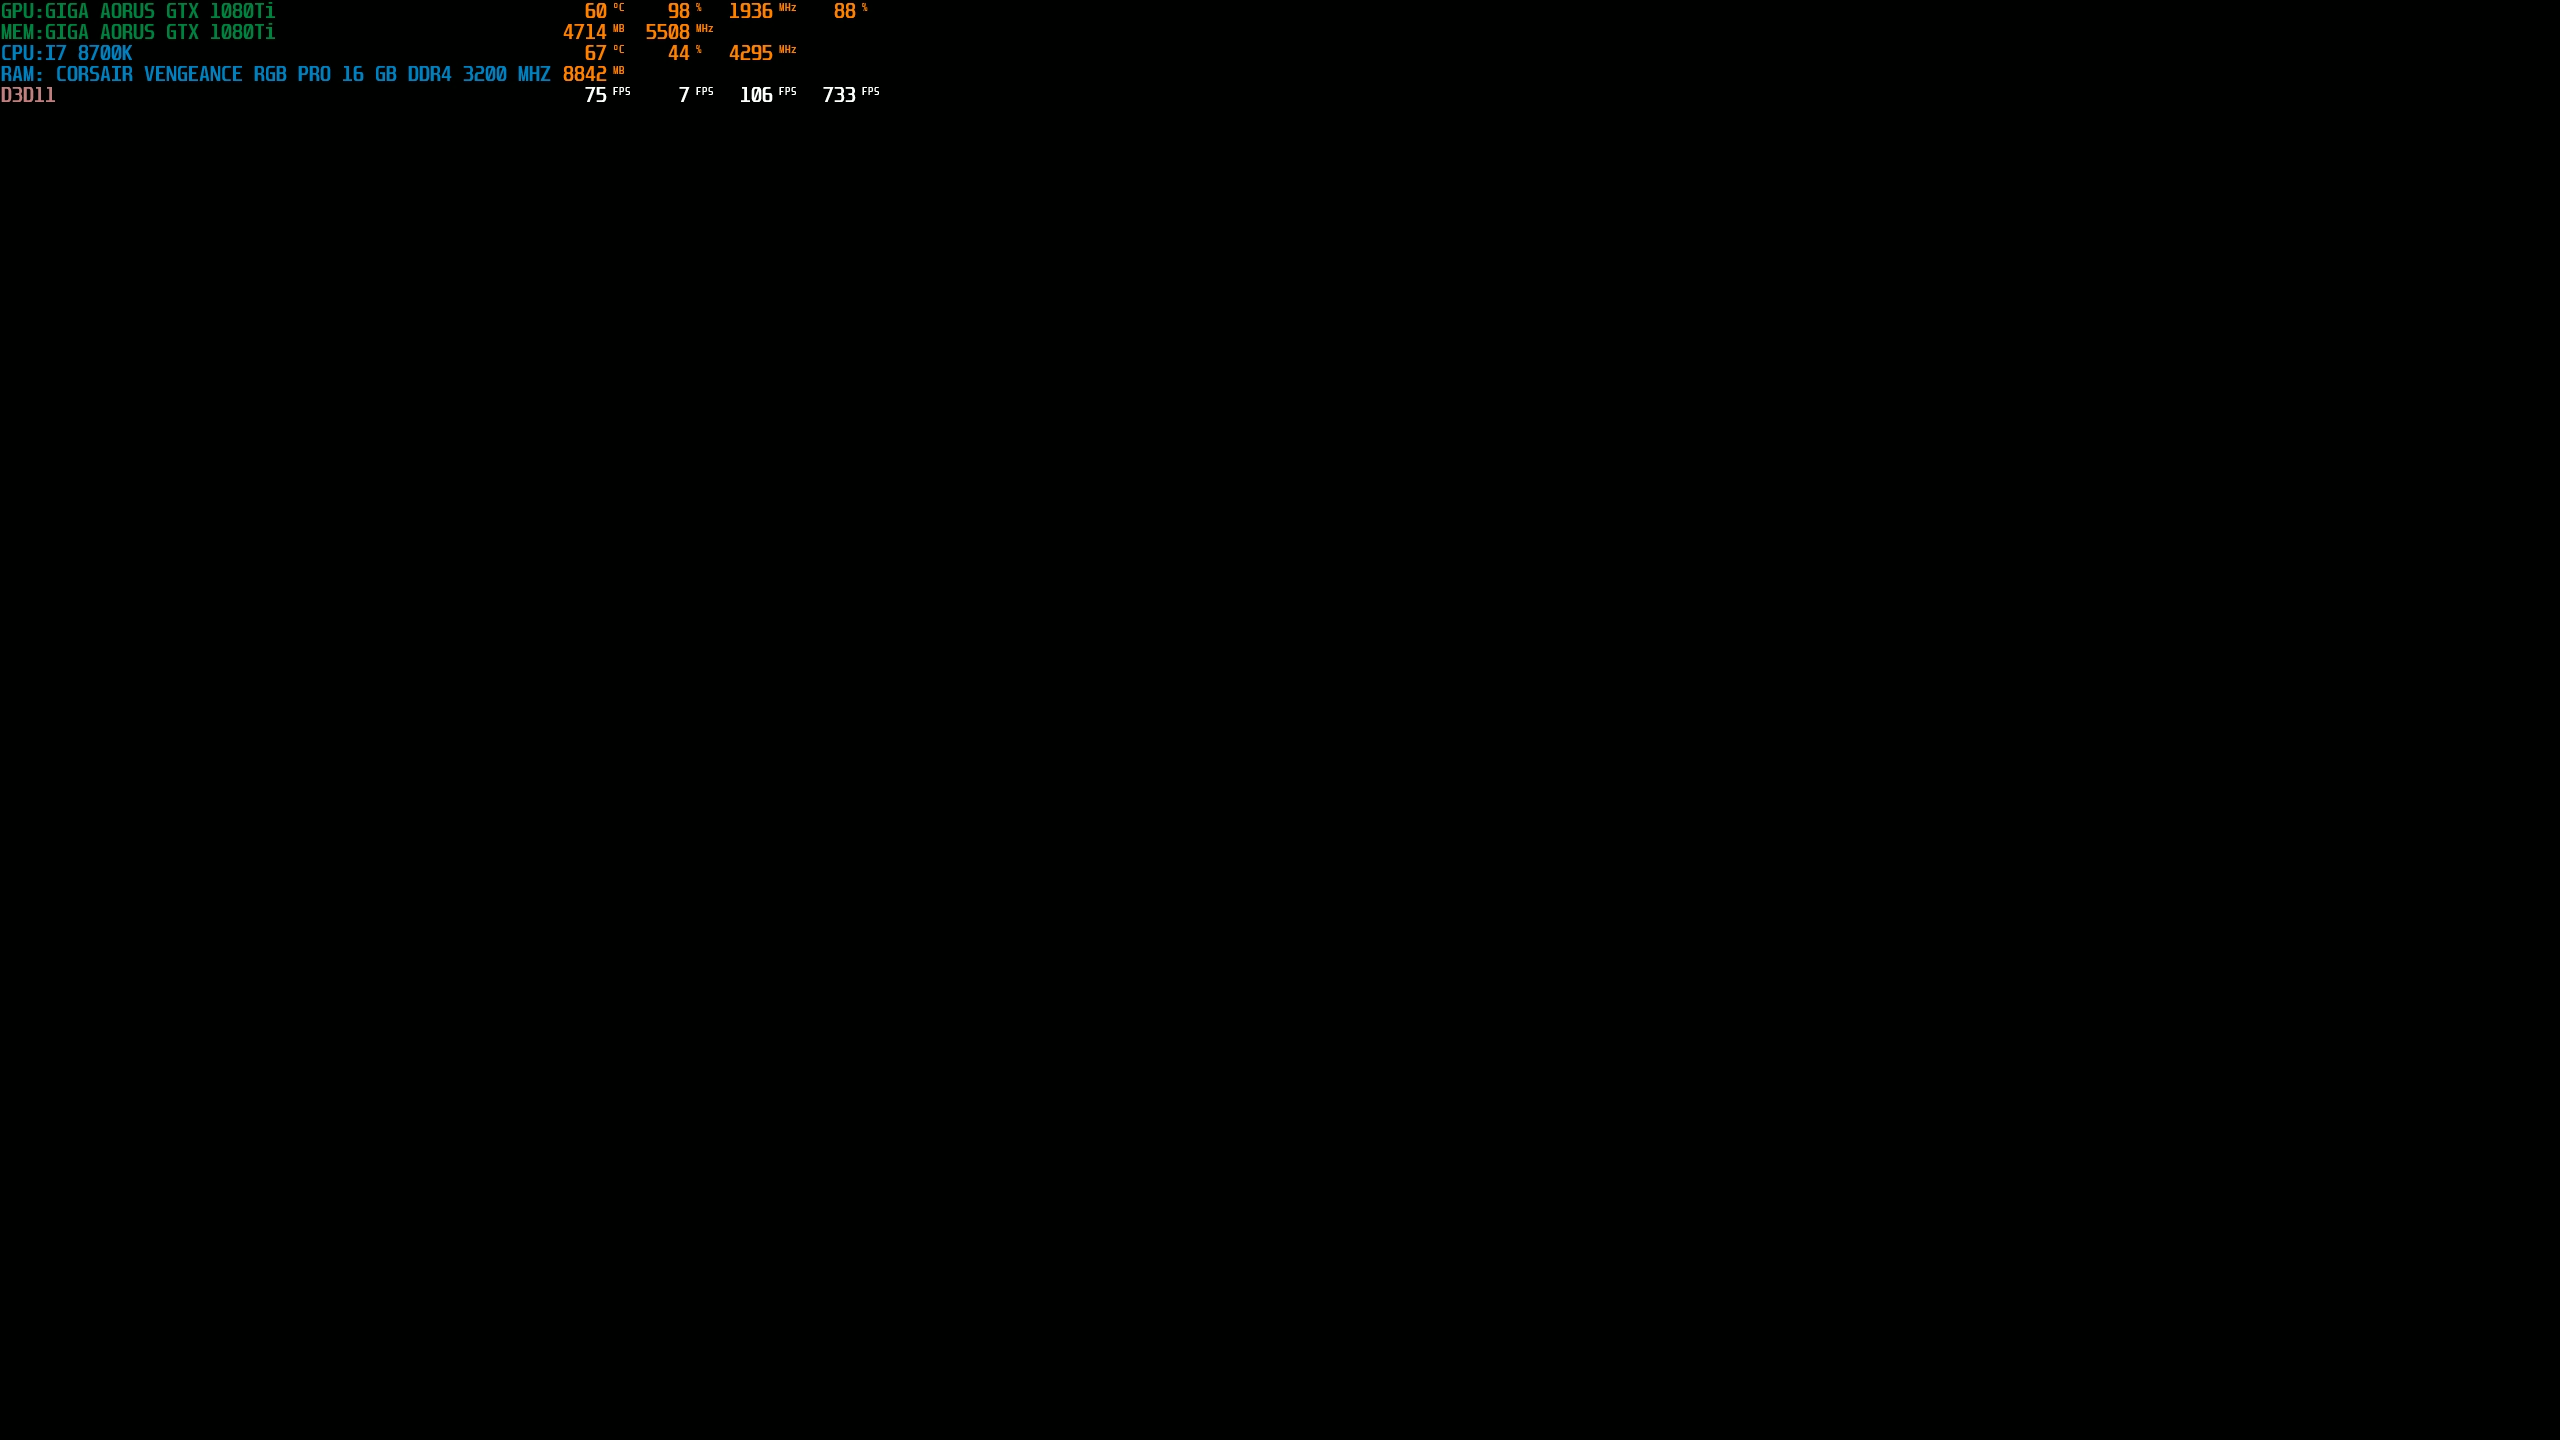 GPU:GIGA AORUS GTX 1080Ti 60 °C 98 % 1936 MHz 88 %
MEM:GIGA AORUS GTX 1080Ti 4714 MB 5508 MHz
CPU:I7 8700K 67 °C 44 % 4295 MHz
RAM: CORSAIR VENGEANCE RGB PRO 16 GB DDR4 3200 MHZ 8842 MB
D3D11 75 FPS 7 FPS 106 FPS 733 FPS